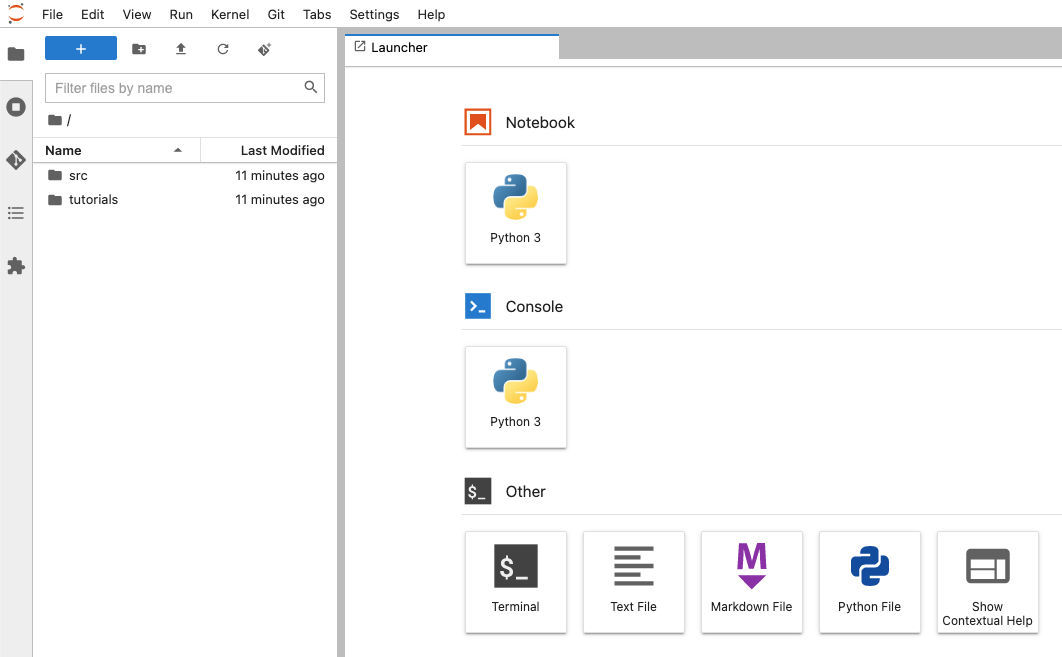 File Edit View Run Kernel Git Tabs Settings Help
+
Launcher
Filter files by name
/
Name Last Modified
src 11 minutes ago
tutorials 11 minutes ago
Notebook
Python 3
Console
Python 3
$_ Other
$_
M
Terminal Text File Markdown File Python File Show
Contextual Help